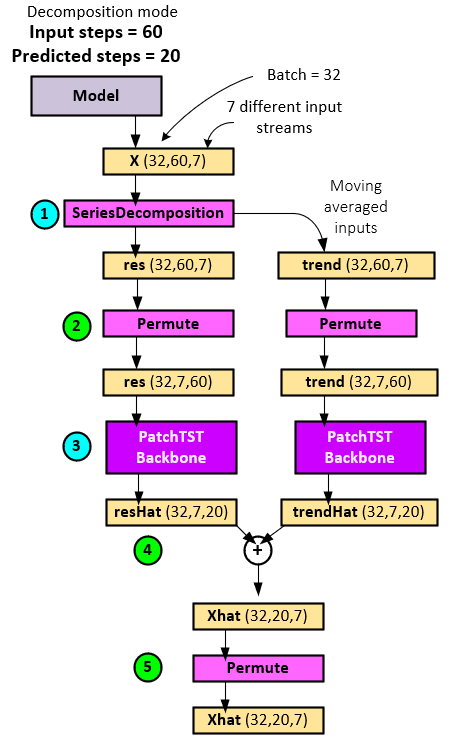 Decomposition mode
Input steps = 60
Predicted steps = 20
Batch = 32
Model
7 different input
streams
X (32,60,7)
1
SeriesDecomposition
Moving
averaged
inputs
res (32,60,7)
trend (32,60,7)
2
Permute
Permute
res (32,7,60)
trend (32,7,60)
3
PatchTST
Backbone
PatchTST
Backbone
resHat (32,7,20)
trendHat (32,7,20)
4
+
Xhat (32,20,7)
5
Permute
Xhat (32,20,7)